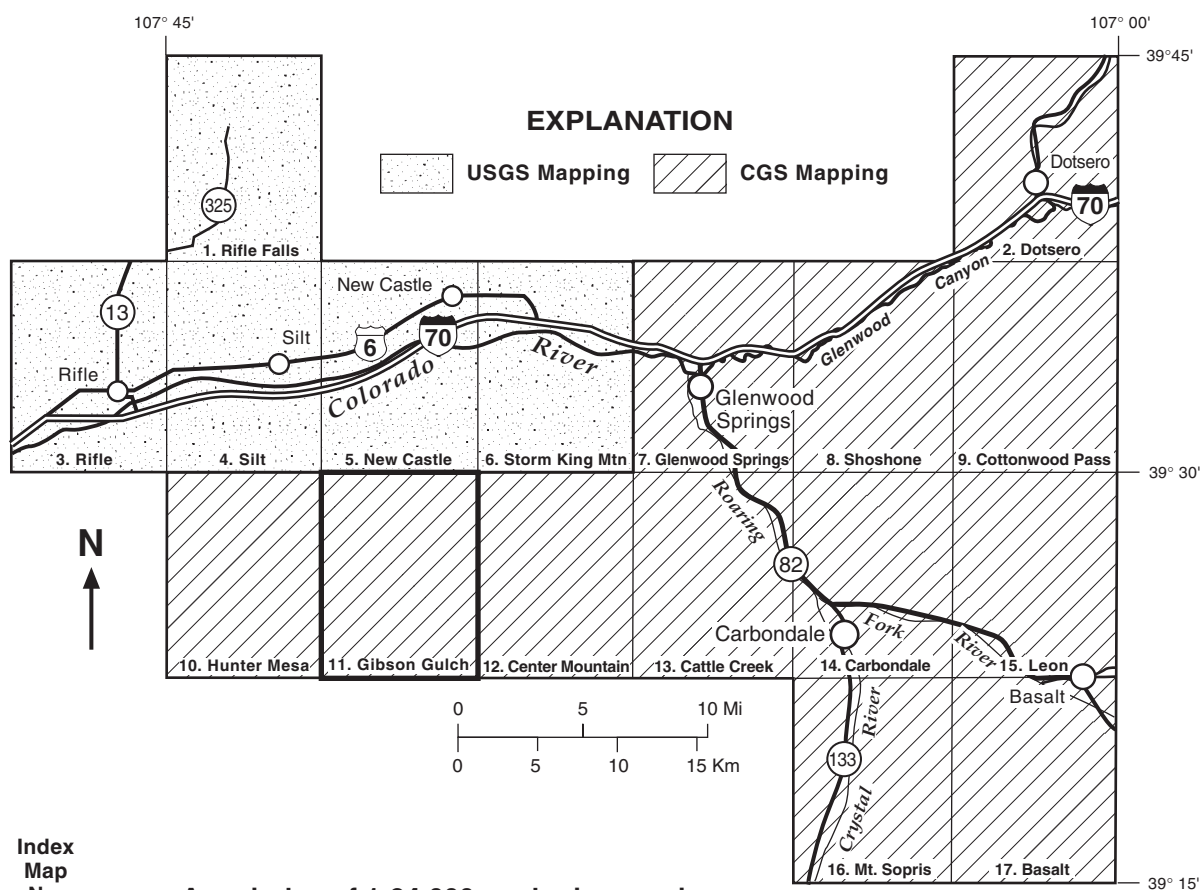 107° 45'
107° 00'
39° 45'
EXPLANATION
USGS Mapping
CGS Mapping
Dotsero
325
70
1. Rifle Falls
2. Dotsero
Canyon
Glenwood
New Castle
13
Silt
6
70
River
Colorado
Rifle
Glenwood
Springs
3. Rifle
4. Silt
5. New Castle
6. Storm King Mtn
7. Glenwood Springs
8. Shoshone
9. Cottonwood Pass
39° 30'
Roaring
N
82
Fork
River
Carbondale
10. Hunter Mesa
11. Gibson Gulch
12. Center Mountain
13. Cattle Creek
14. Carbondale
15. Leon
Basalt
0 5 10 Mi
0 5 10 15 Km
River
133
Crystal
Index
Map
16. Mt. Sopris
17. Basalt
39° 15'